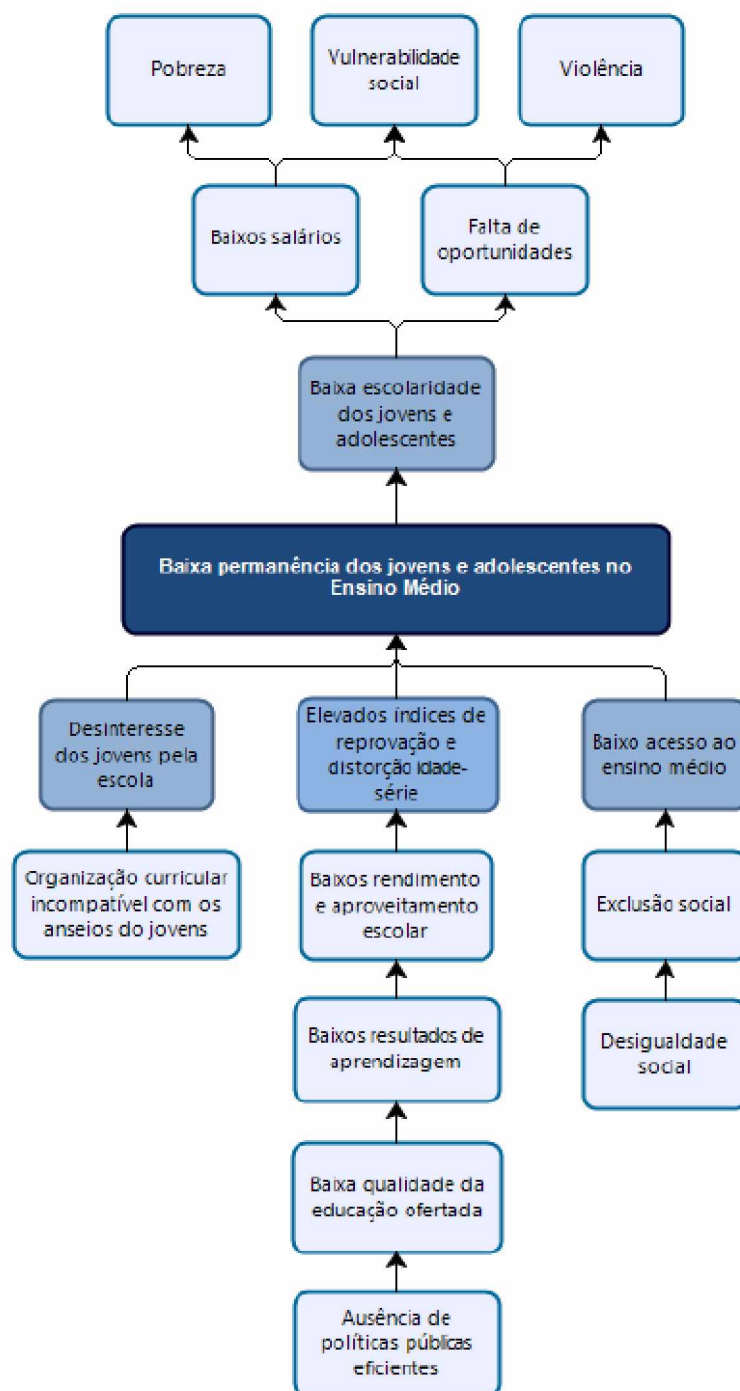 Pobreza
Vulnerabilidade
social
Violência
Baixos salários
Falta de
oportunidades
Baixa escolaridade
dos jovens e
adolescentes
Baixa permanência dos jovens e adolescentes no
Ensino Médio
Desinteresse
dos jovens pela
escola
Elevados índices de
reprovação e
distorção idade-
série
Baixo acesso ao
ensino médio
Organização curricular
incompatível com os
anseios do jovens
Baixos rendimento
e aproveitamento
escolar
Exclusão social
Baixos resultados de
aprendizagem
Desigualdade
social
Baixa qualidade da
educação ofertada
Ausência de
políticas públicas
eficientes